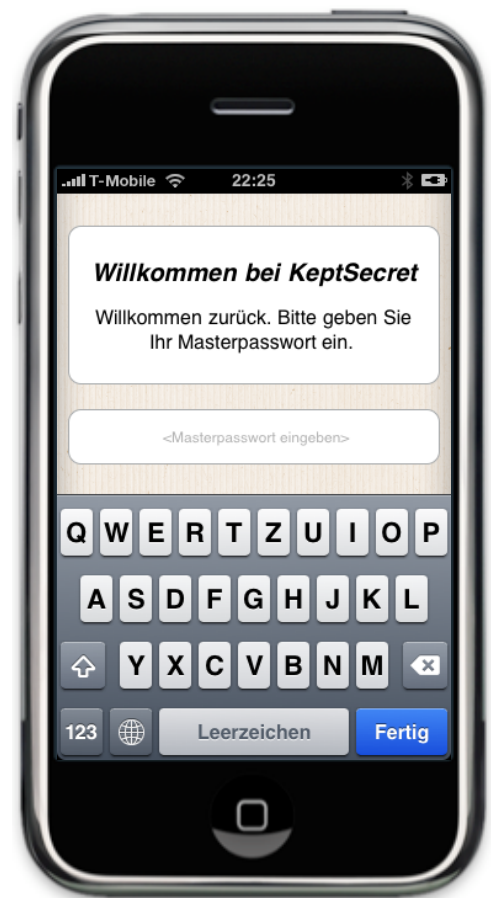 T-Mobile 22:25
Willkommen bei KeptSecret
Willkommen zurück. Bitte geben Sie
Ihr Masterpasswort ein.
<Masterpasswort eingeben>
Q W E R T Z U I O P
A S D F G H J K L
Y X C V B N M
123 Leerzeichen Fertig